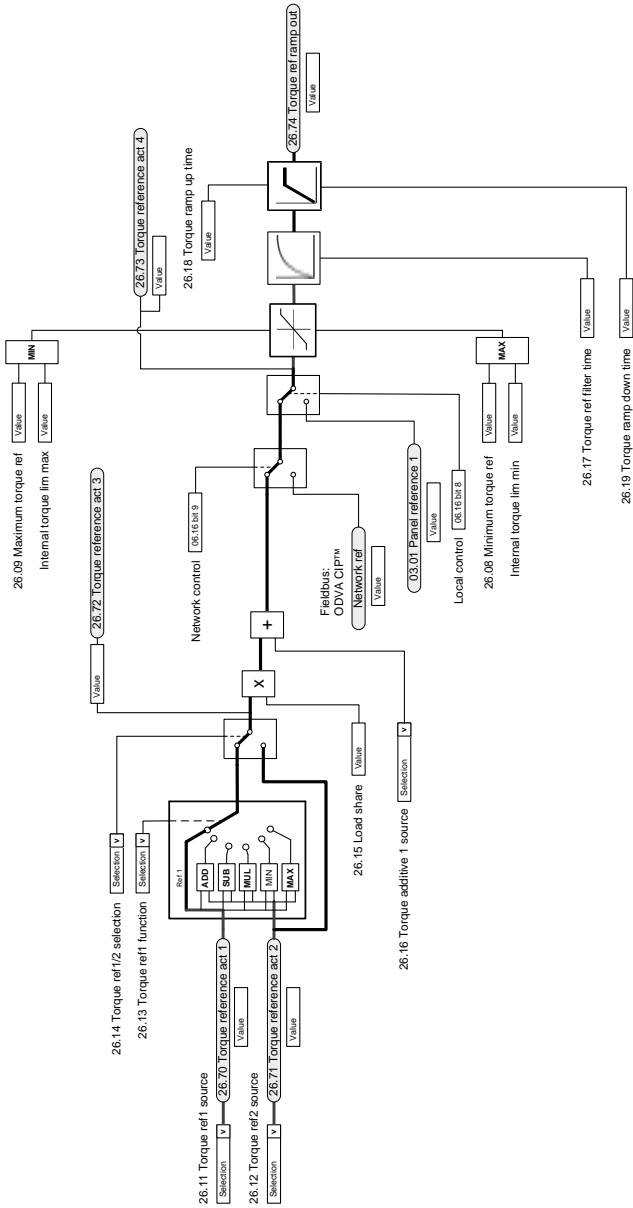 26.11 Torque ref1 source
Selection v
26.70 Torque reference act 1
Value
26.12 Torque ref2 source
Selection v
26.71 Torque reference act 2
Value
26.14 Torque ref1/2 selection
Selection v
26.13 Torque ref1 function
Selection v
Ref 1
ADD
SUB
MUL
MIN
MAX
Value
26.72 Torque reference act 3
x
+
26.15 Load share
Value
26.16 Torque additive 1 source
Selection v
Network control
06.16 bit 9
Fieldbus:
ODVA CIP™
Network ref
Value
03.01 Panel reference 1
Value
Local control
06.16 bit 8
26.09 Maximum torque ref
Value
Internal torque lim max
Value
MIN
26.73 Torque reference act 4
Value
26.08 Minimum torque ref
Value
Internal torque lim min
Value
MAX
26.18 Torque ramp up time
Value
26.74 Torque ref ramp out
Value
26.17 Torque ref filter time
Value
26.19 Torque ramp down time
Value